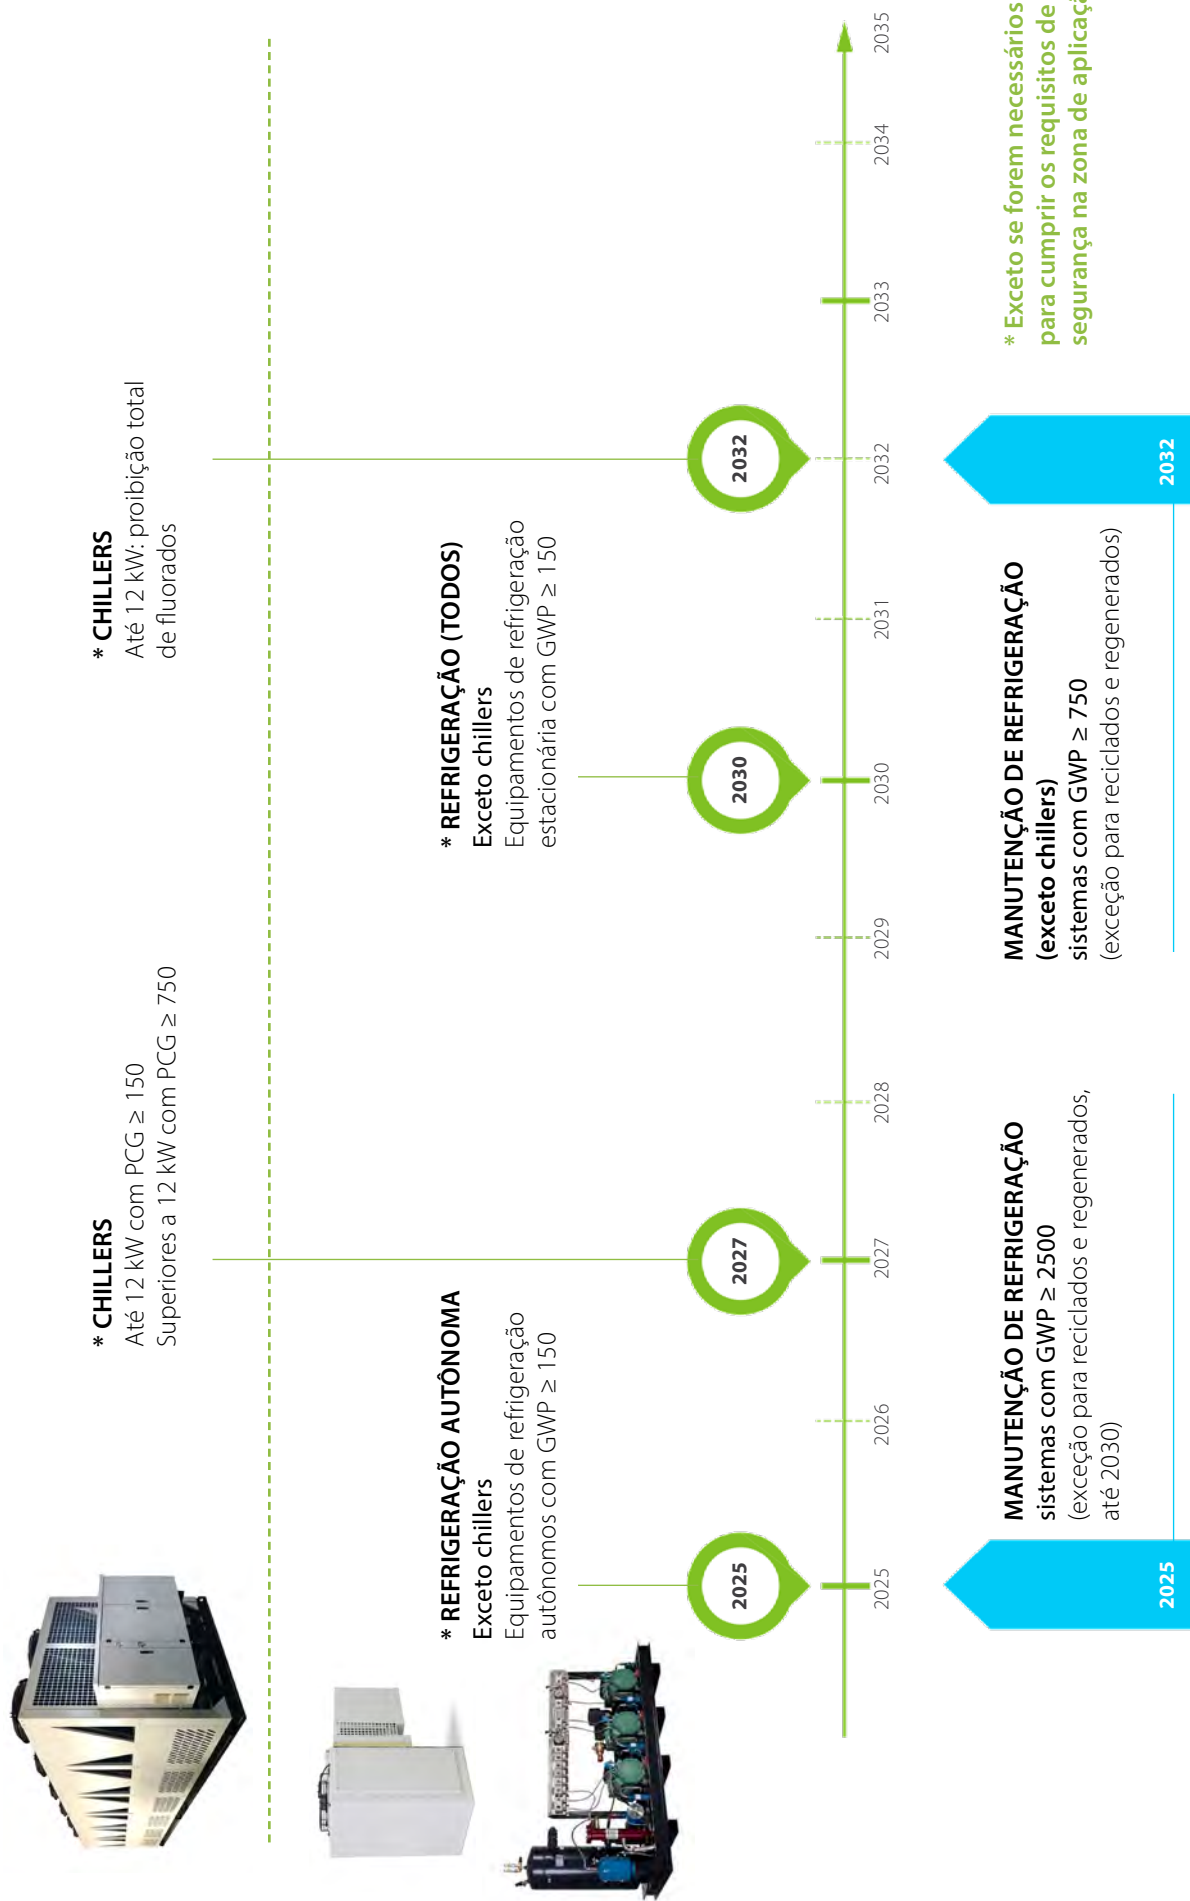 * CHILLERS
Até 12 kW com PCG ≥ 150
Superiores a 12 kW com PCG ≥ 750
* CHILLERS
Até 12 kW: proibição total
de fluorados
* REFRIGERAÇÃO AUTÔNOMA
Exceto chillers
Equipamentos de refrigeração
autônomos com GWP ≥ 150
* REFRIGERAÇÃO (TODOS)
Exceto chillers
Equipamentos de refrigeração
estacionária com GWP ≥ 150
2025
2027
2030
2032
2025
2026
2027
2028
2029
2030
2031
2032
2033
2034
2035
MANUTENÇÃO DE REFRIGERAÇÃO
sistemas com GWP ≥ 2500
(exceção para reciclados e regenerados,
até 2030)
MANUTENÇÃO DE REFRIGERAÇÃO
(exceto chillers)
sistemas com GWP ≥ 750
(exceção para reciclados e regenerados)
* Exceto se forem necessários
para cumprir os requisitos de
segurança na zona de
2025
2032